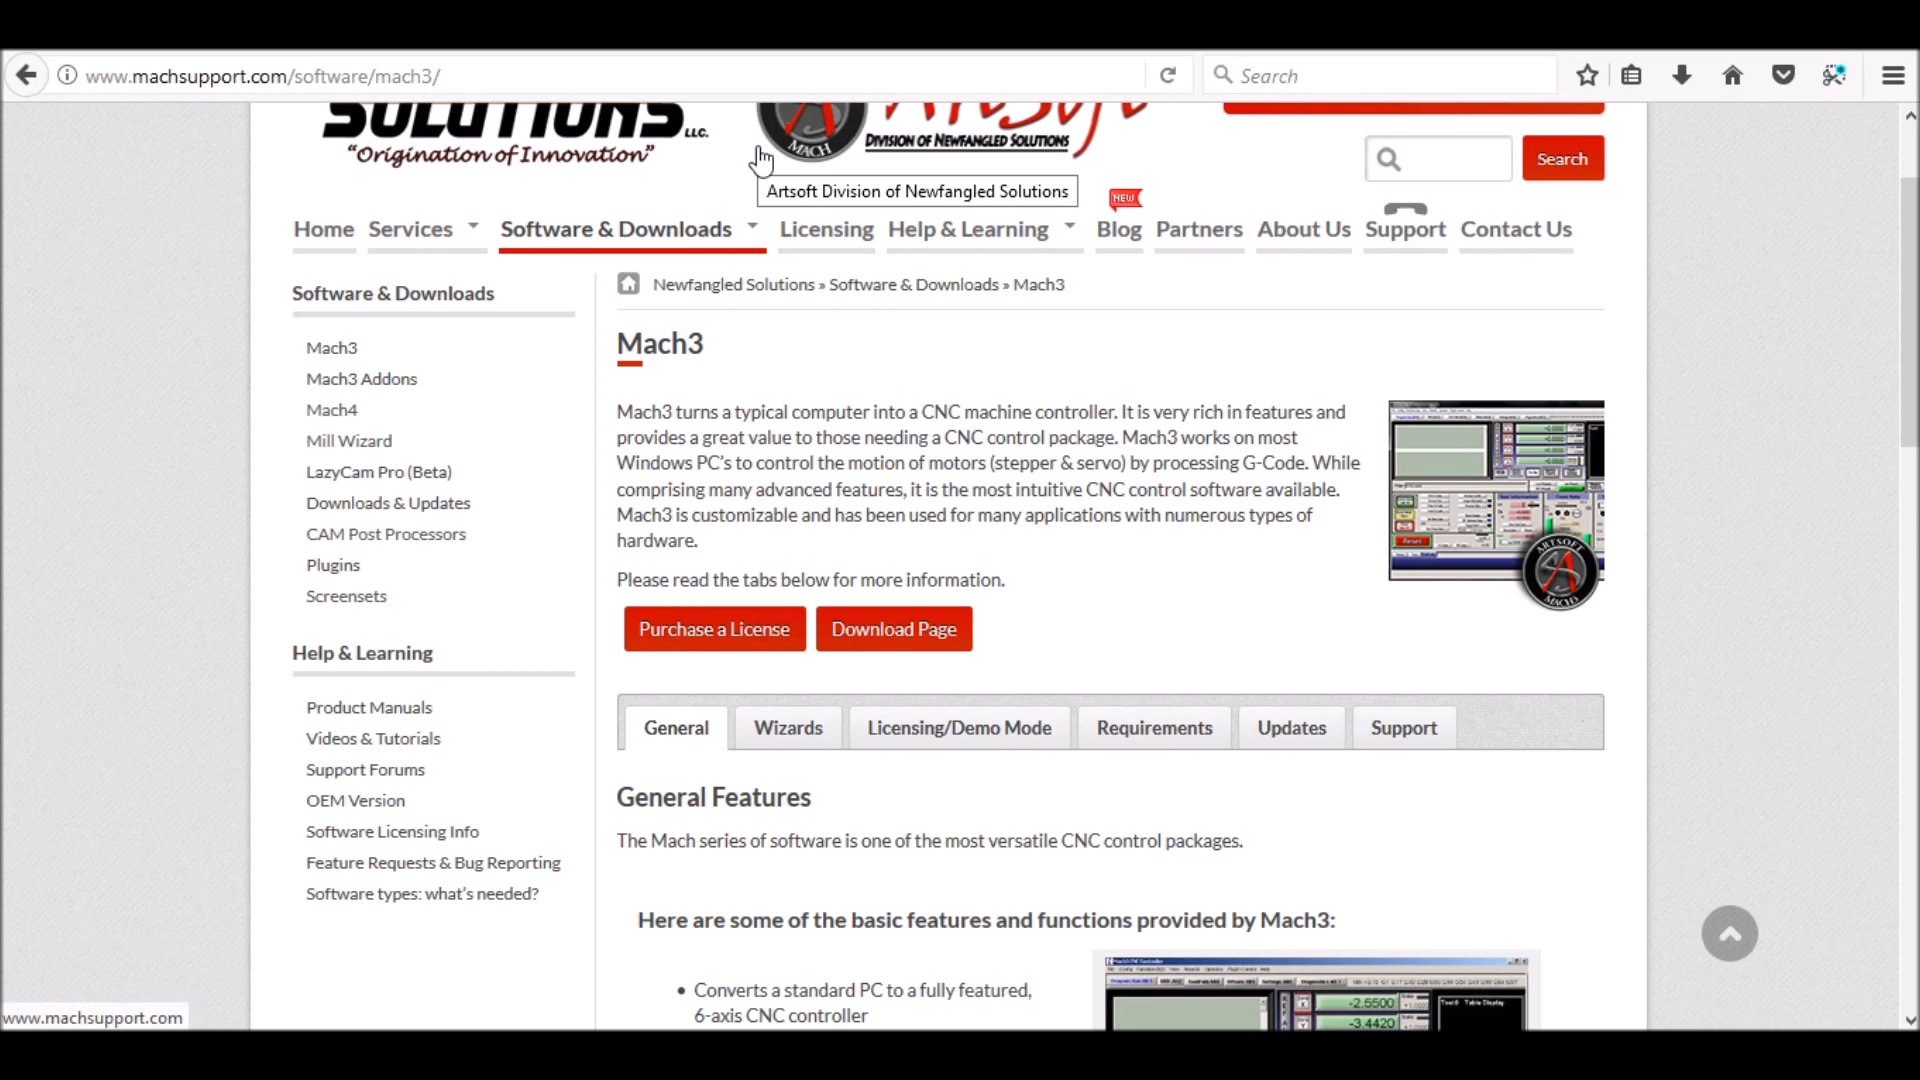 www.machsupport.com/software/mach3/
Search
SOLUTIONS LLC.
"Origination of Innovation"
ArtSoft
MACH
DIVISION OF NEWFANGLED SOLUTIONS
Search
Artsoft Division of Newfangled Solutions
NEW
Home Services Software & Downloads Licensing Help & Learning Blog Partners About Us Support Contact Us
Software & Downloads
Mach3
Mach3 Addons
Mach4
Mill Wizard
LazyCam Pro (Beta)
Downloads & Updates
CAM Post Processors
Plugins
Screensets
Help & Learning
Product Manuals
Videos & Tutorials
Support Forums
OEM Version
Software Licensing Info
Feature Requests & Bug Reporting
Software types: what's needed?
Newfangled Solutions » Software & Downloads » Mach3
Mach3
Mach3 turns a typical computer into a CNC machine controller. It is very rich in features and
provides a great value to those needing a CNC control package. Mach3 works on most
Windows PC's to control the motion of motors (stepper & servo) by processing G-Code. While
comprising many advanced features, it is the most intuitive CNC control software available.
Mach3 is customizable and has been used for many applications with numerous types of
hardware.
Please read the tabs below for more information.
Purchase a License Download Page
ARTSOFT
MACH3
General Wizards Licensing/Demo Mode Requirements Updates Support
General Features
The Mach series of software is one of the most versatile CNC control packages.
Here are some of the basic features and functions provided by Mach3:
• Converts a standard PC to a fully featured,
6-axis CNC controller
-2.5500
-3.4420
www.machsupport.com